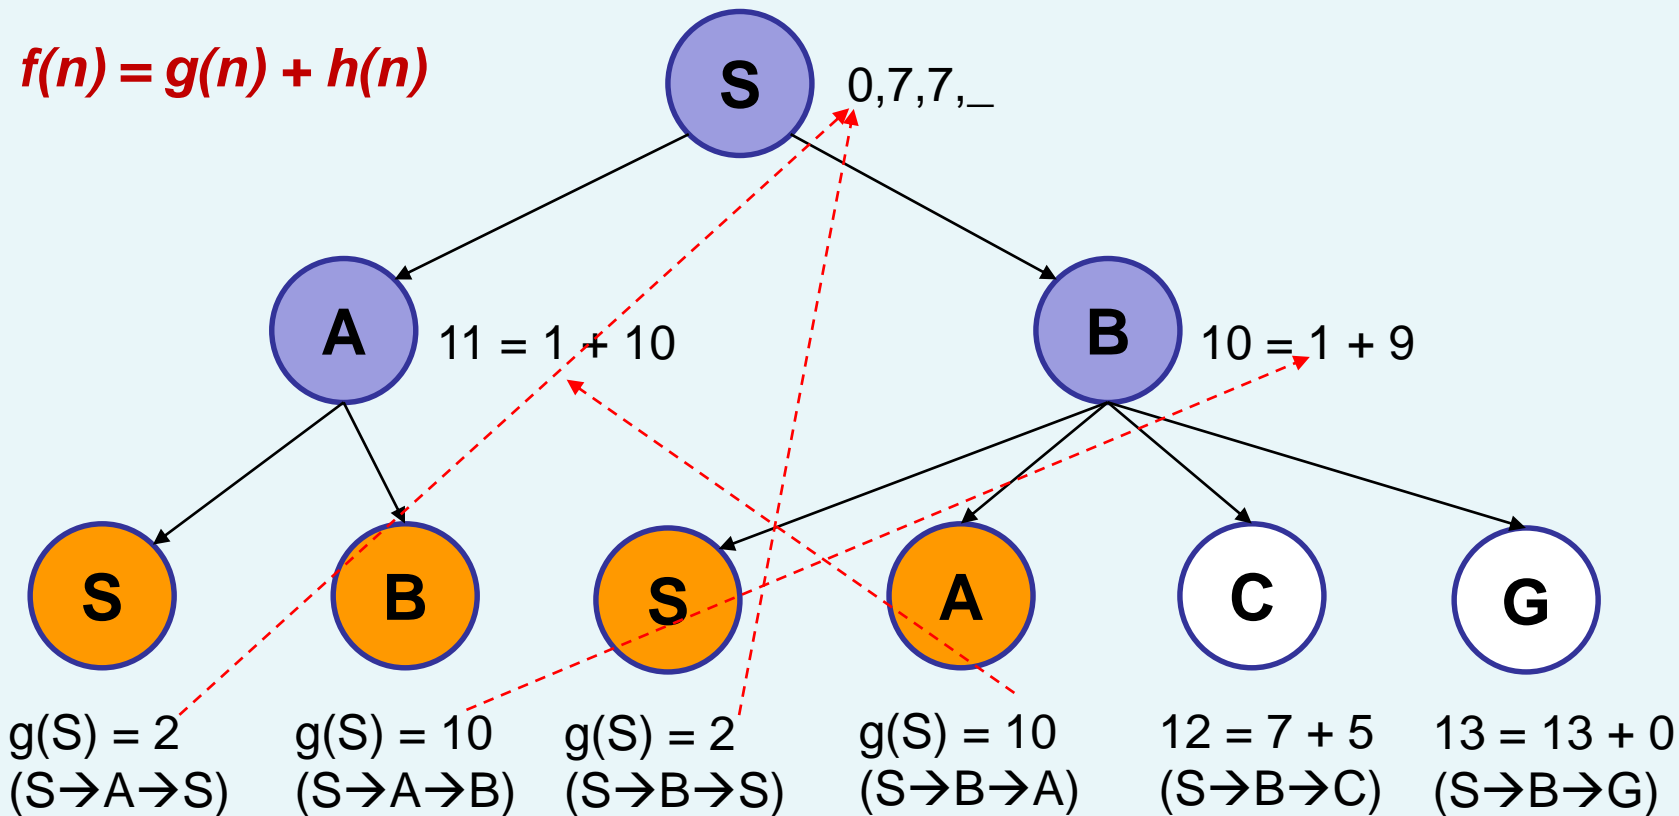 f(n) = g(n) + h(n)
S
0,7,7,_
A
11 = 1 + 10
B
10 = 1 + 9
S
B
S
A
C
G
g(S) = 2
(S→A→S)
g(S) = 10
(S→A→B)
g(S) = 2
(S→B→S)
g(S) = 10
(S→B→A)
12 = 7 + 5
(S→B→C)
13 = 13 + 0
(S→B→G)